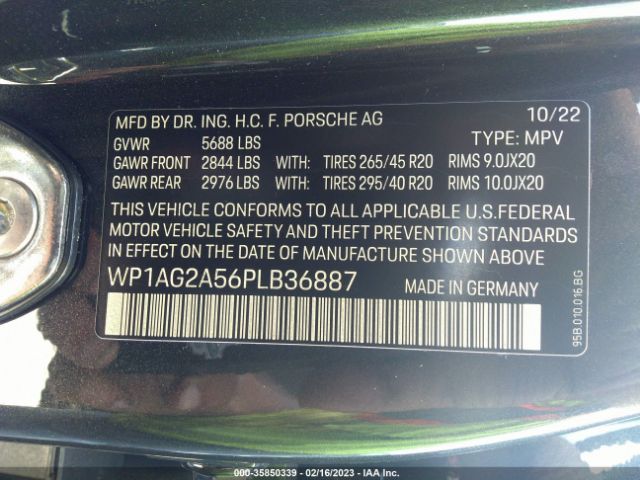 MFD BY DR. ING. H.C. F. PORSCHE AG 10/22
GVWR 5688 LBS TYPE: MPV
GAWR FRONT 2844 LBS WITH: TIRES 265/45 R20 RIMS 9.0JX20
GAWR REAR 2976 LBS WITH: TIRES 295/40 R20 RIMS 10.0JX20
THIS VEHICLE CONFORMS TO ALL APPLICABLE U.S.FEDERAL
MOTOR VEHICLE SAFETY AND THEFT PREVENTION STANDARDS
IN EFFECT ON THE DATE OF MANUFACTURE SHOWN ABOVE
WP1AG2A56PLB36887 MADE IN GERMANY
95B.010.016.BG
00-35850339 - 02/16/2023 - IAA Inc.